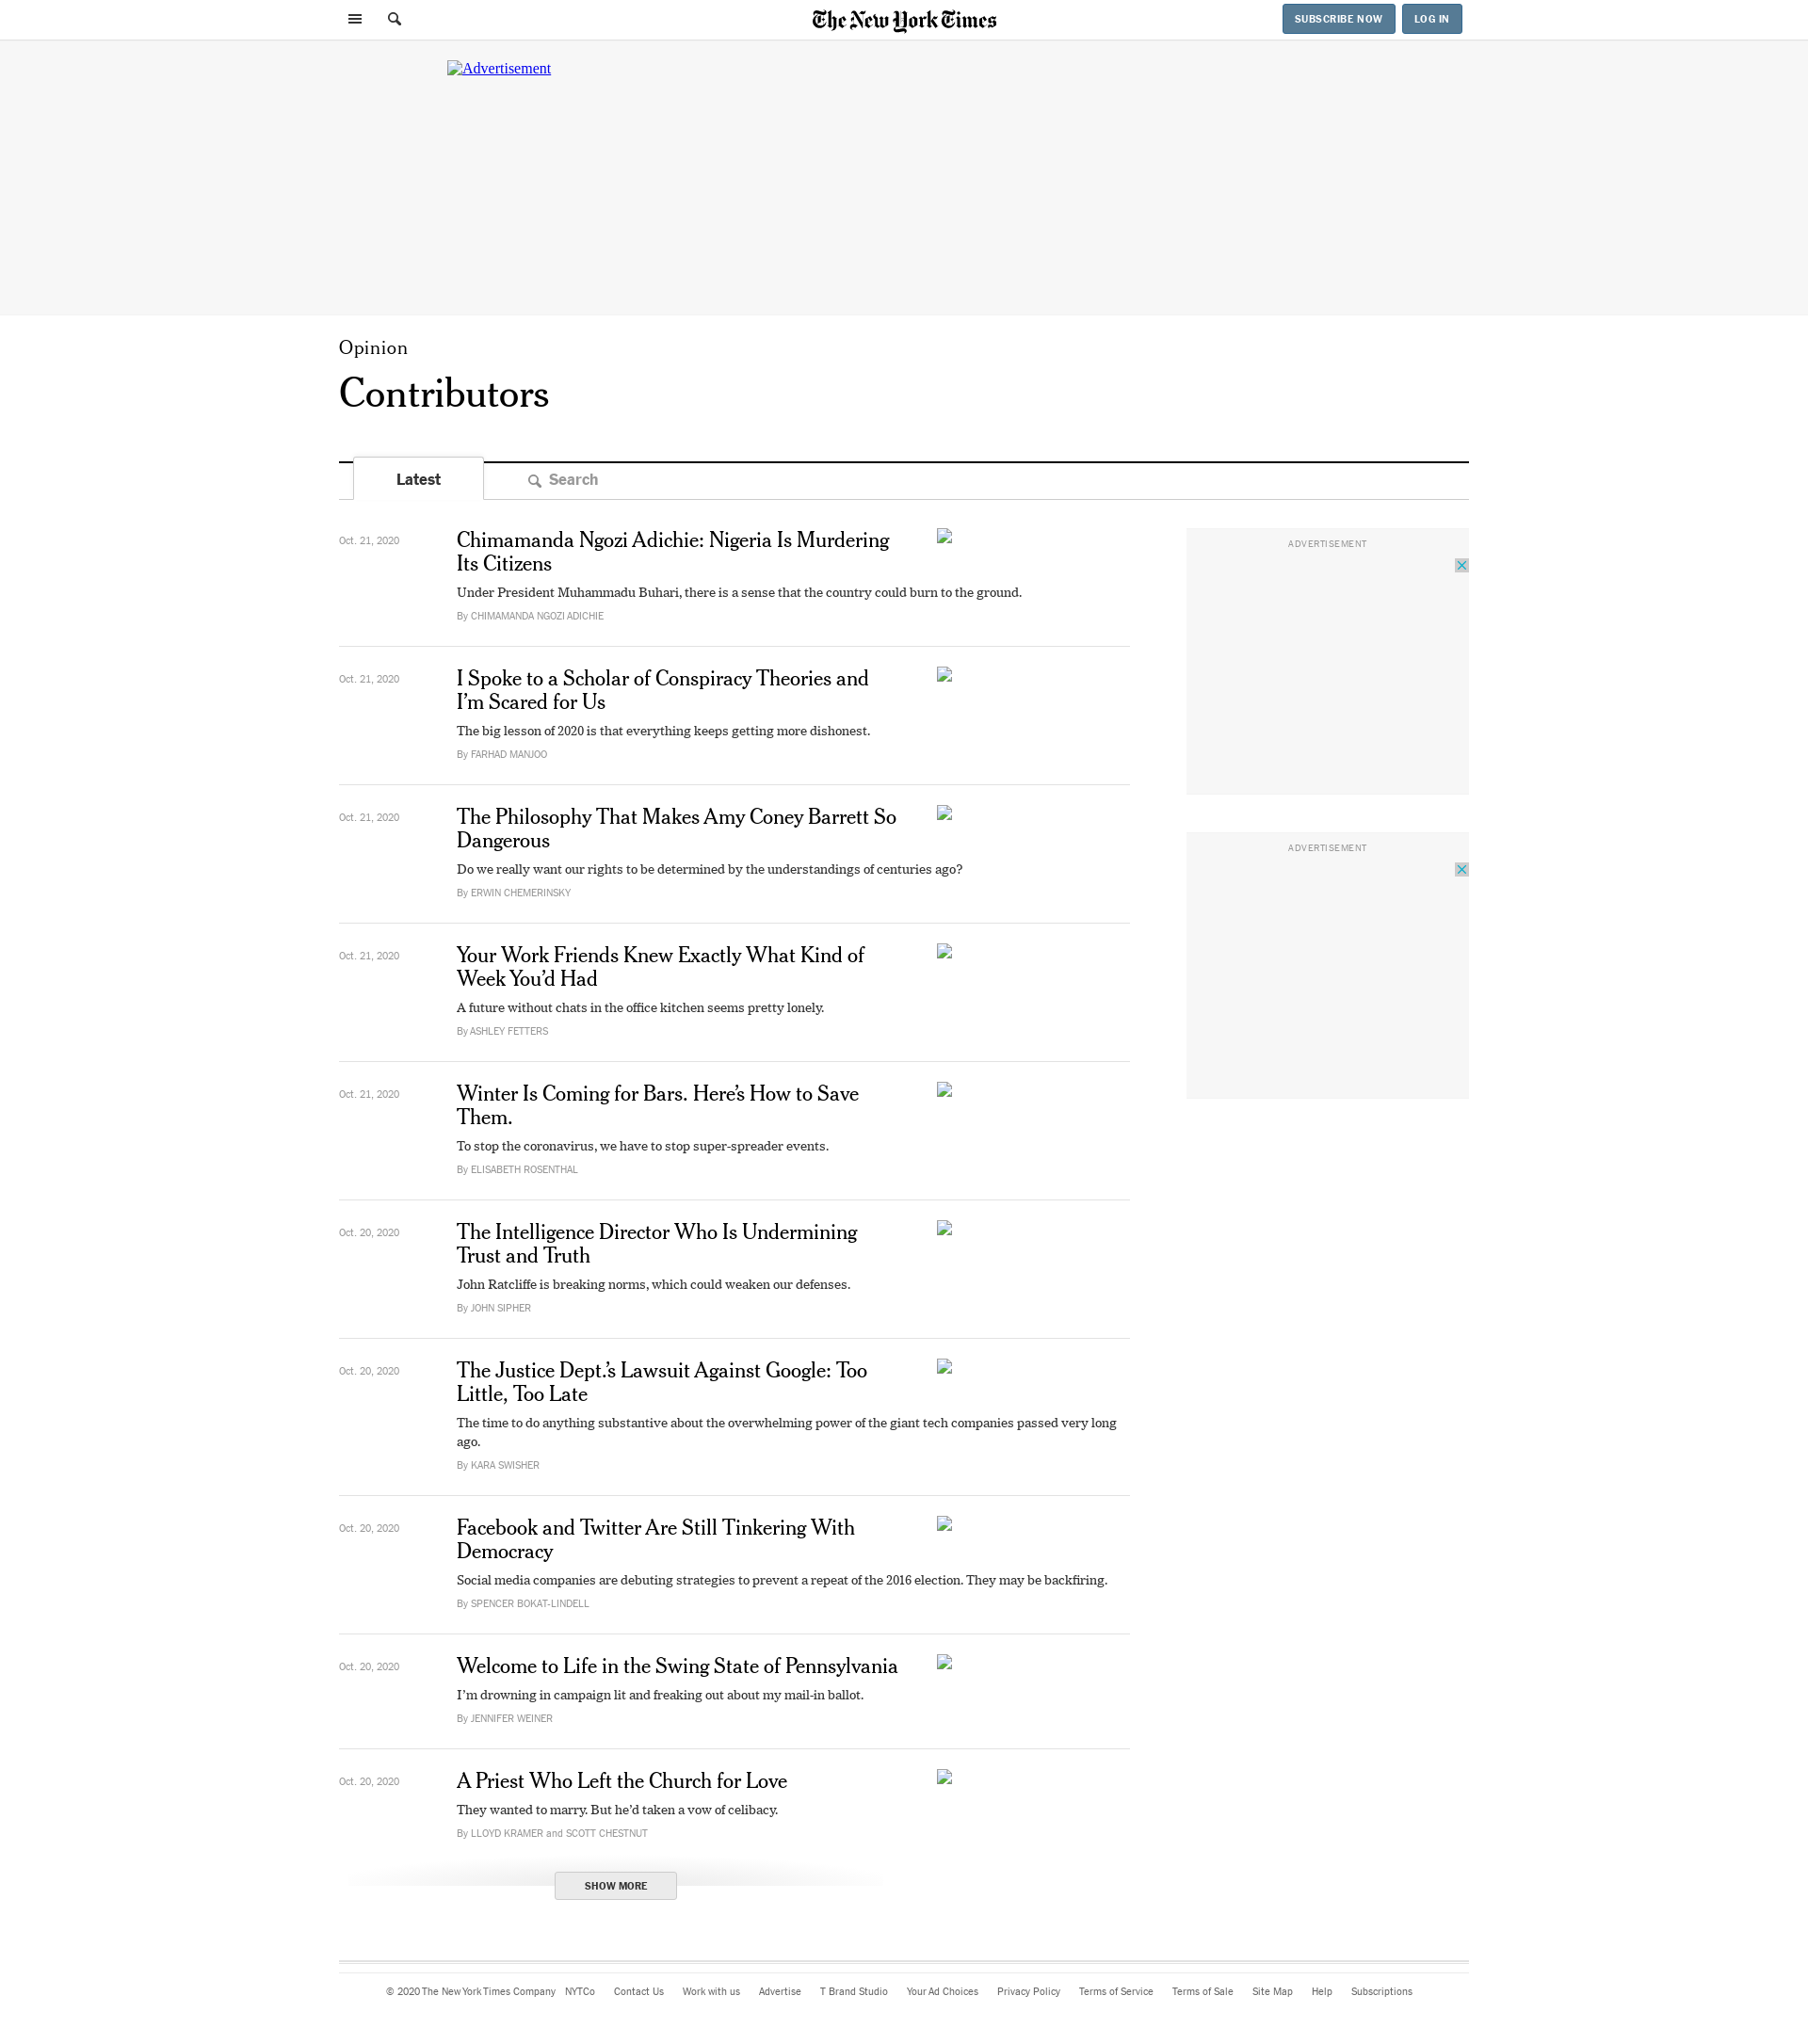 The New York Times
SUBSCRIBE NOW
LOG IN
Advertisement
Opinion
Contributors
Latest
Search
Oct. 21, 2020
Chimamanda Ngozi Adichie: Nigeria Is Murdering
Its Citizens
Under President Muhammadu Buhari, there is a sense that the country could burn to the ground.
By CHIMAMANDA NGOZI ADICHIE
ADVERTISEMENT
Oct. 21, 2020
I Spoke to a Scholar of Conspiracy Theories and
I’m Scared for Us
The big lesson of 2020 is that everything keeps getting more dishonest.
By FARHAD MANJOO
Oct. 21, 2020
The Philosophy That Makes Amy Coney Barrett So
Dangerous
Do we really want our rights to be determined by the understandings of centuries ago?
By ERWIN CHEMERINSKY
ADVERTISEMENT
Oct. 21, 2020
Your Work Friends Knew Exactly What Kind of
Week You’d Had
A future without chats in the office kitchen seems pretty lonely.
By ASHLEY FETTERS
Oct. 21, 2020
Winter Is Coming for Bars. Here’s How to Save
Them.
To stop the coronavirus, we have to stop super-spreader events.
By ELISABETH ROSENTHAL
Oct. 20, 2020
The Intelligence Director Who Is Undermining
Trust and Truth
John Ratcliffe is breaking norms, which could weaken our defenses.
By JOHN SIPHER
Oct. 20, 2020
The Justice Dept.’s Lawsuit Against Google: Too
Little, Too Late
The time to do anything substantive about the overwhelming power of the giant tech companies passed very long
ago.
By KARA SWISHER
Oct. 20, 2020
Facebook and Twitter Are Still Tinkering With
Democracy
Social media companies are debuting strategies to prevent a repeat of the 2016 election. They may be backfiring.
By SPENCER BOKAT-LINDELL
Oct. 20, 2020
Welcome to Life in the Swing State of Pennsylvania
I’m drowning in campaign lit and freaking out about my mail-in ballot.
By JENNIFER WEINER
Oct. 20, 2020
A Priest Who Left the Church for Love
They wanted to marry. But he’d taken a vow of celibacy.
By LLOYD KRAMER and SCOTT CHESTNUT
SHOW MORE
© 2020 The New York Times Company NYTCo Contact Us Work with us Advertise T Brand Studio Your Ad Choices Privacy Policy Terms of Service Terms of Sale Site Map Help Subscriptions